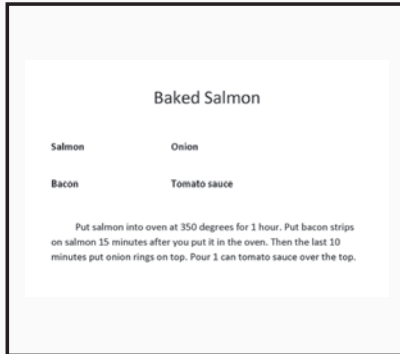 Baked Salmon
Salmon Onion
Bacon Tomato sauce
Put salmon into oven at 350 degrees for 1 hour. Put bacon strips
on salmon 15 minutes after you put it in the oven. Then the last 10
minutes put onion rings on top. Pour 1 can tomato sauce over the top.